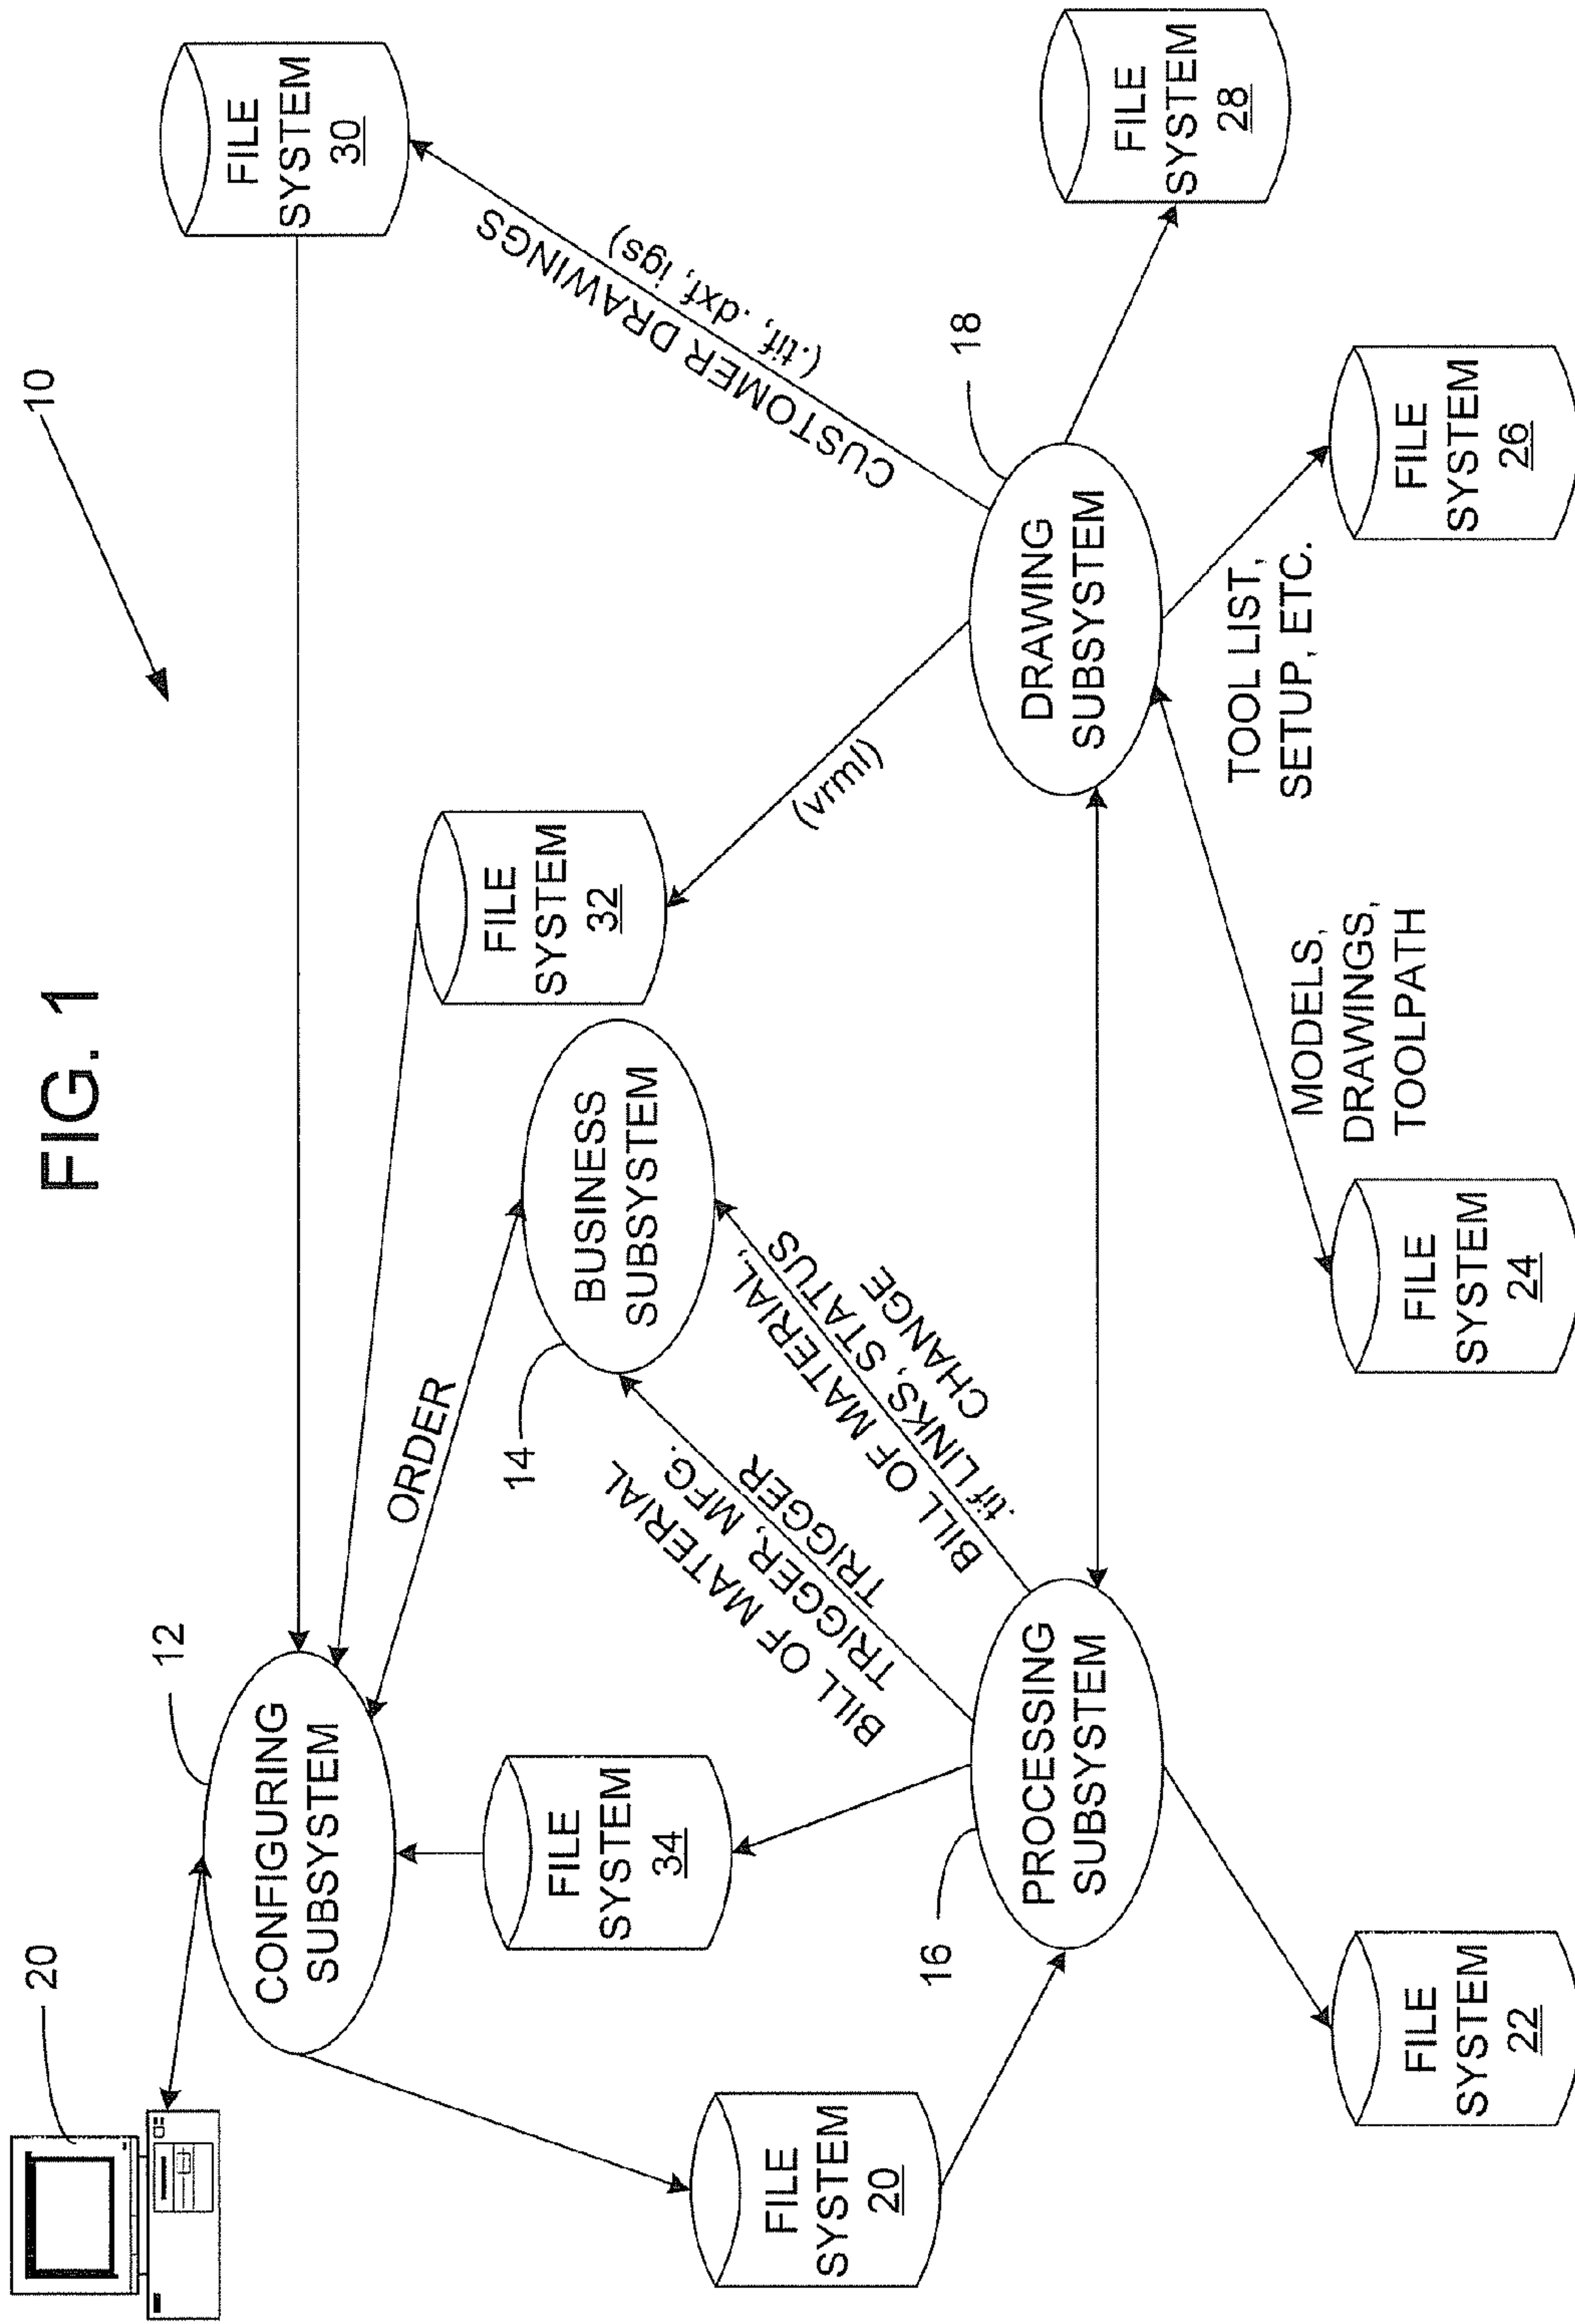 FIG. 1
10
20
12
CONFIGURING
SUBSYSTEM
FILE
SYSTEM
30
ORDER
FILE
SYSTEM
32
CUSTOMER DRAWINGS
(.tif, .dxf, igs)
FILE
SYSTEM
34
14
BUSINESS
SUBSYSTEM
(vrml)
FILE
SYSTEM
20
BILL OF MATERIAL
TRIGGER, MFG.
TRIGGER
BILL OF MATERIAL,
.tif LINKS, STATUS
CHANGE
16
PROCESSING
SUBSYSTEM
18
DRAWING
SUBSYSTEM
FILE
SYSTEM
28
FILE
SYSTEM
22
MODELS,
DRAWINGS,
TOOLPATH
FILE
SYSTEM
24
TOOL LIST,
SETUP, ETC.
FILE
SYSTEM
26